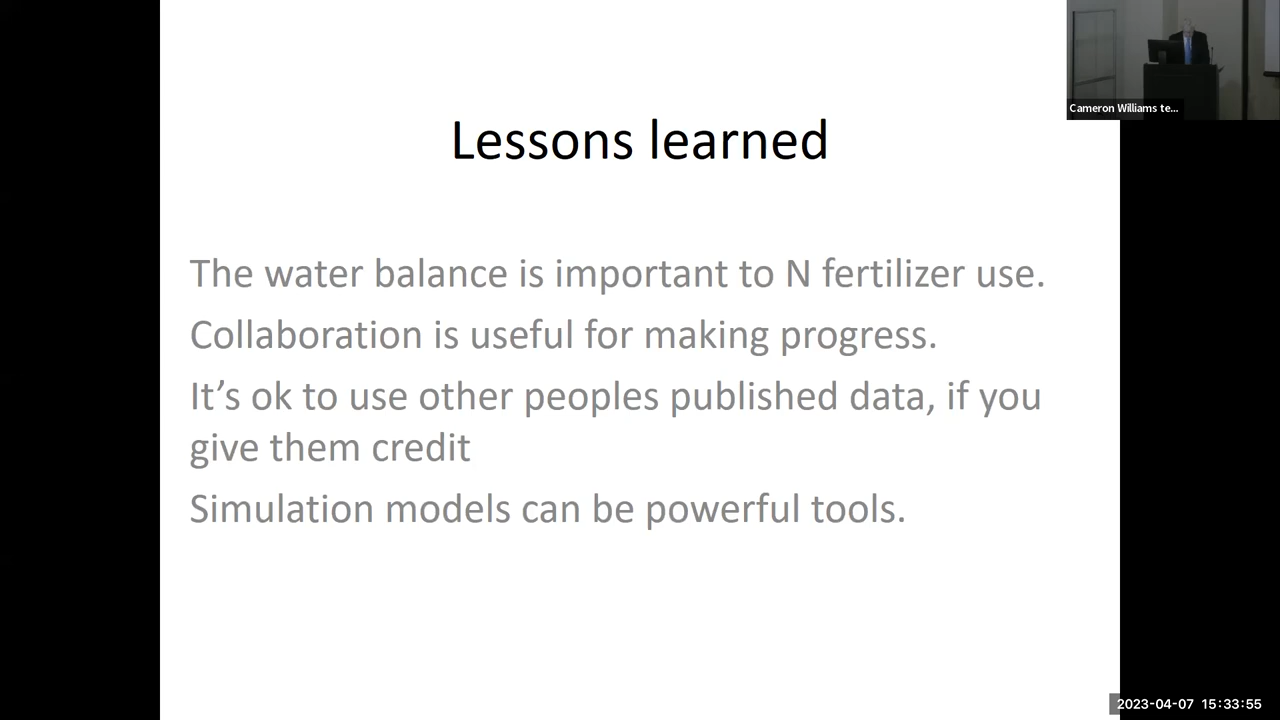 Cameron Williams te...
Lessons learned
The water balance is important to N fertilizer use.
Collaboration is useful for making progress.
It’s ok to use other peoples published data, if you
give them credit
Simulation models can be powerful tools.
2023-04-07 15:33:55